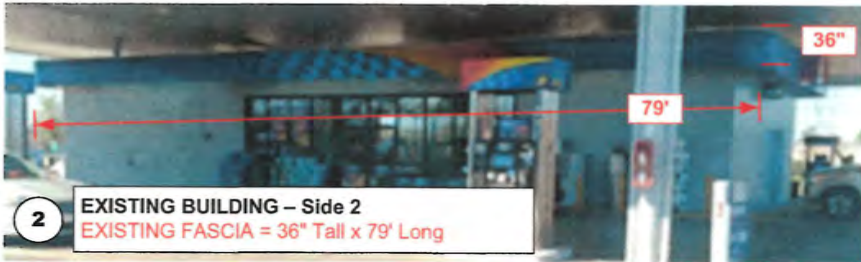 36"
79'
2
EXISTING BUILDING – Side 2
EXISTING FASCIA = 36" Tall x 79' Long